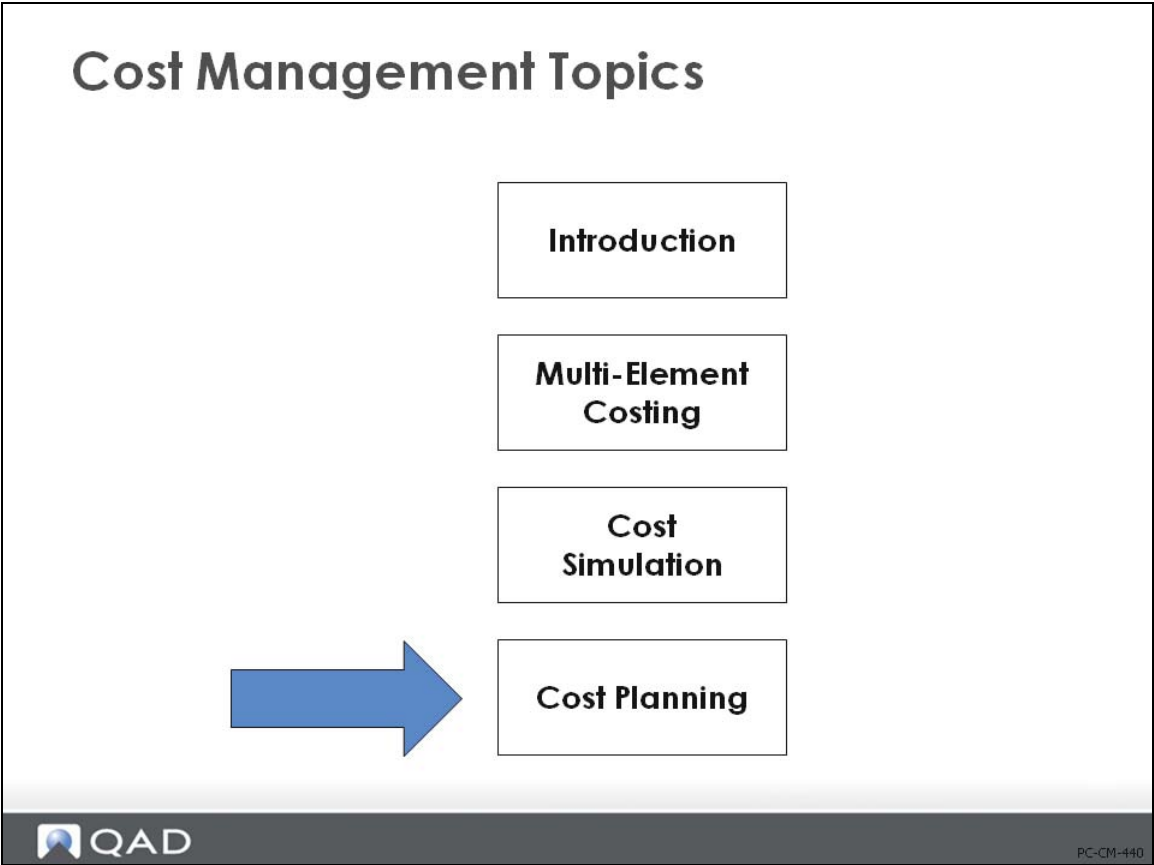 Cost Management Topics
Introduction
Multi-Element
Costing
Cost
Simulation
Cost Planning
QAD
PC-CM-440